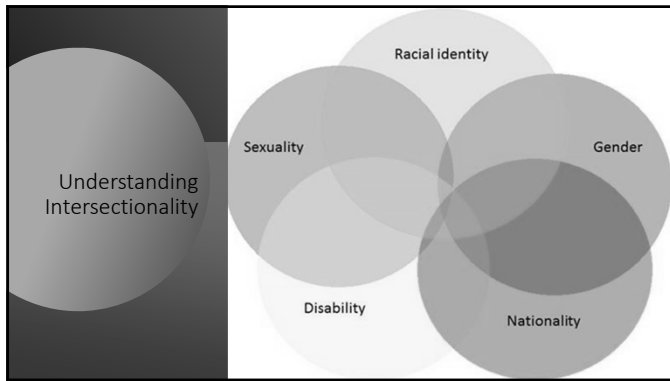 Understanding
Intersectionality
Racial identity
Sexuality
Gender
Disability
Nationality